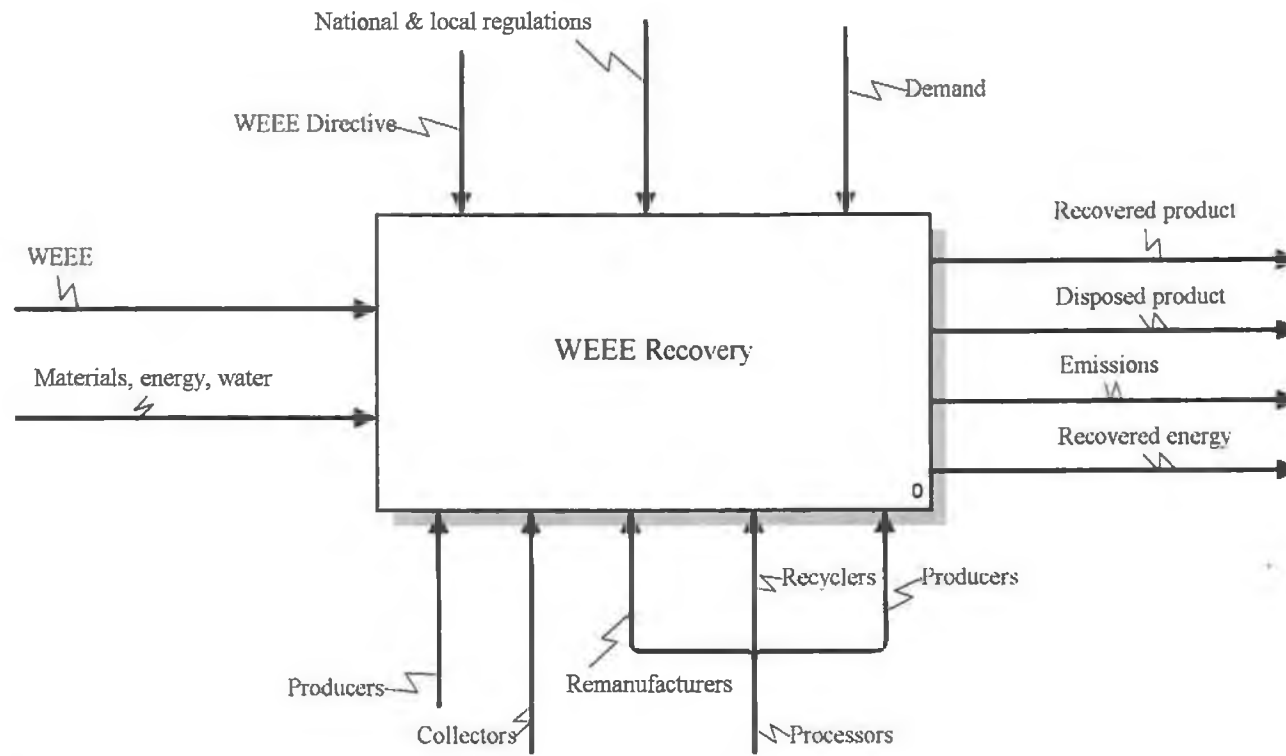 National & local regulations
Demand
WEEE Directive
Recovered product
WEEE
Disposed product
WEEE Recovery
Emissions
Materials, energy, water
Recovered energy
0
Recyclers
Producers
Producers
Remanufacturers
Collectors
Processors